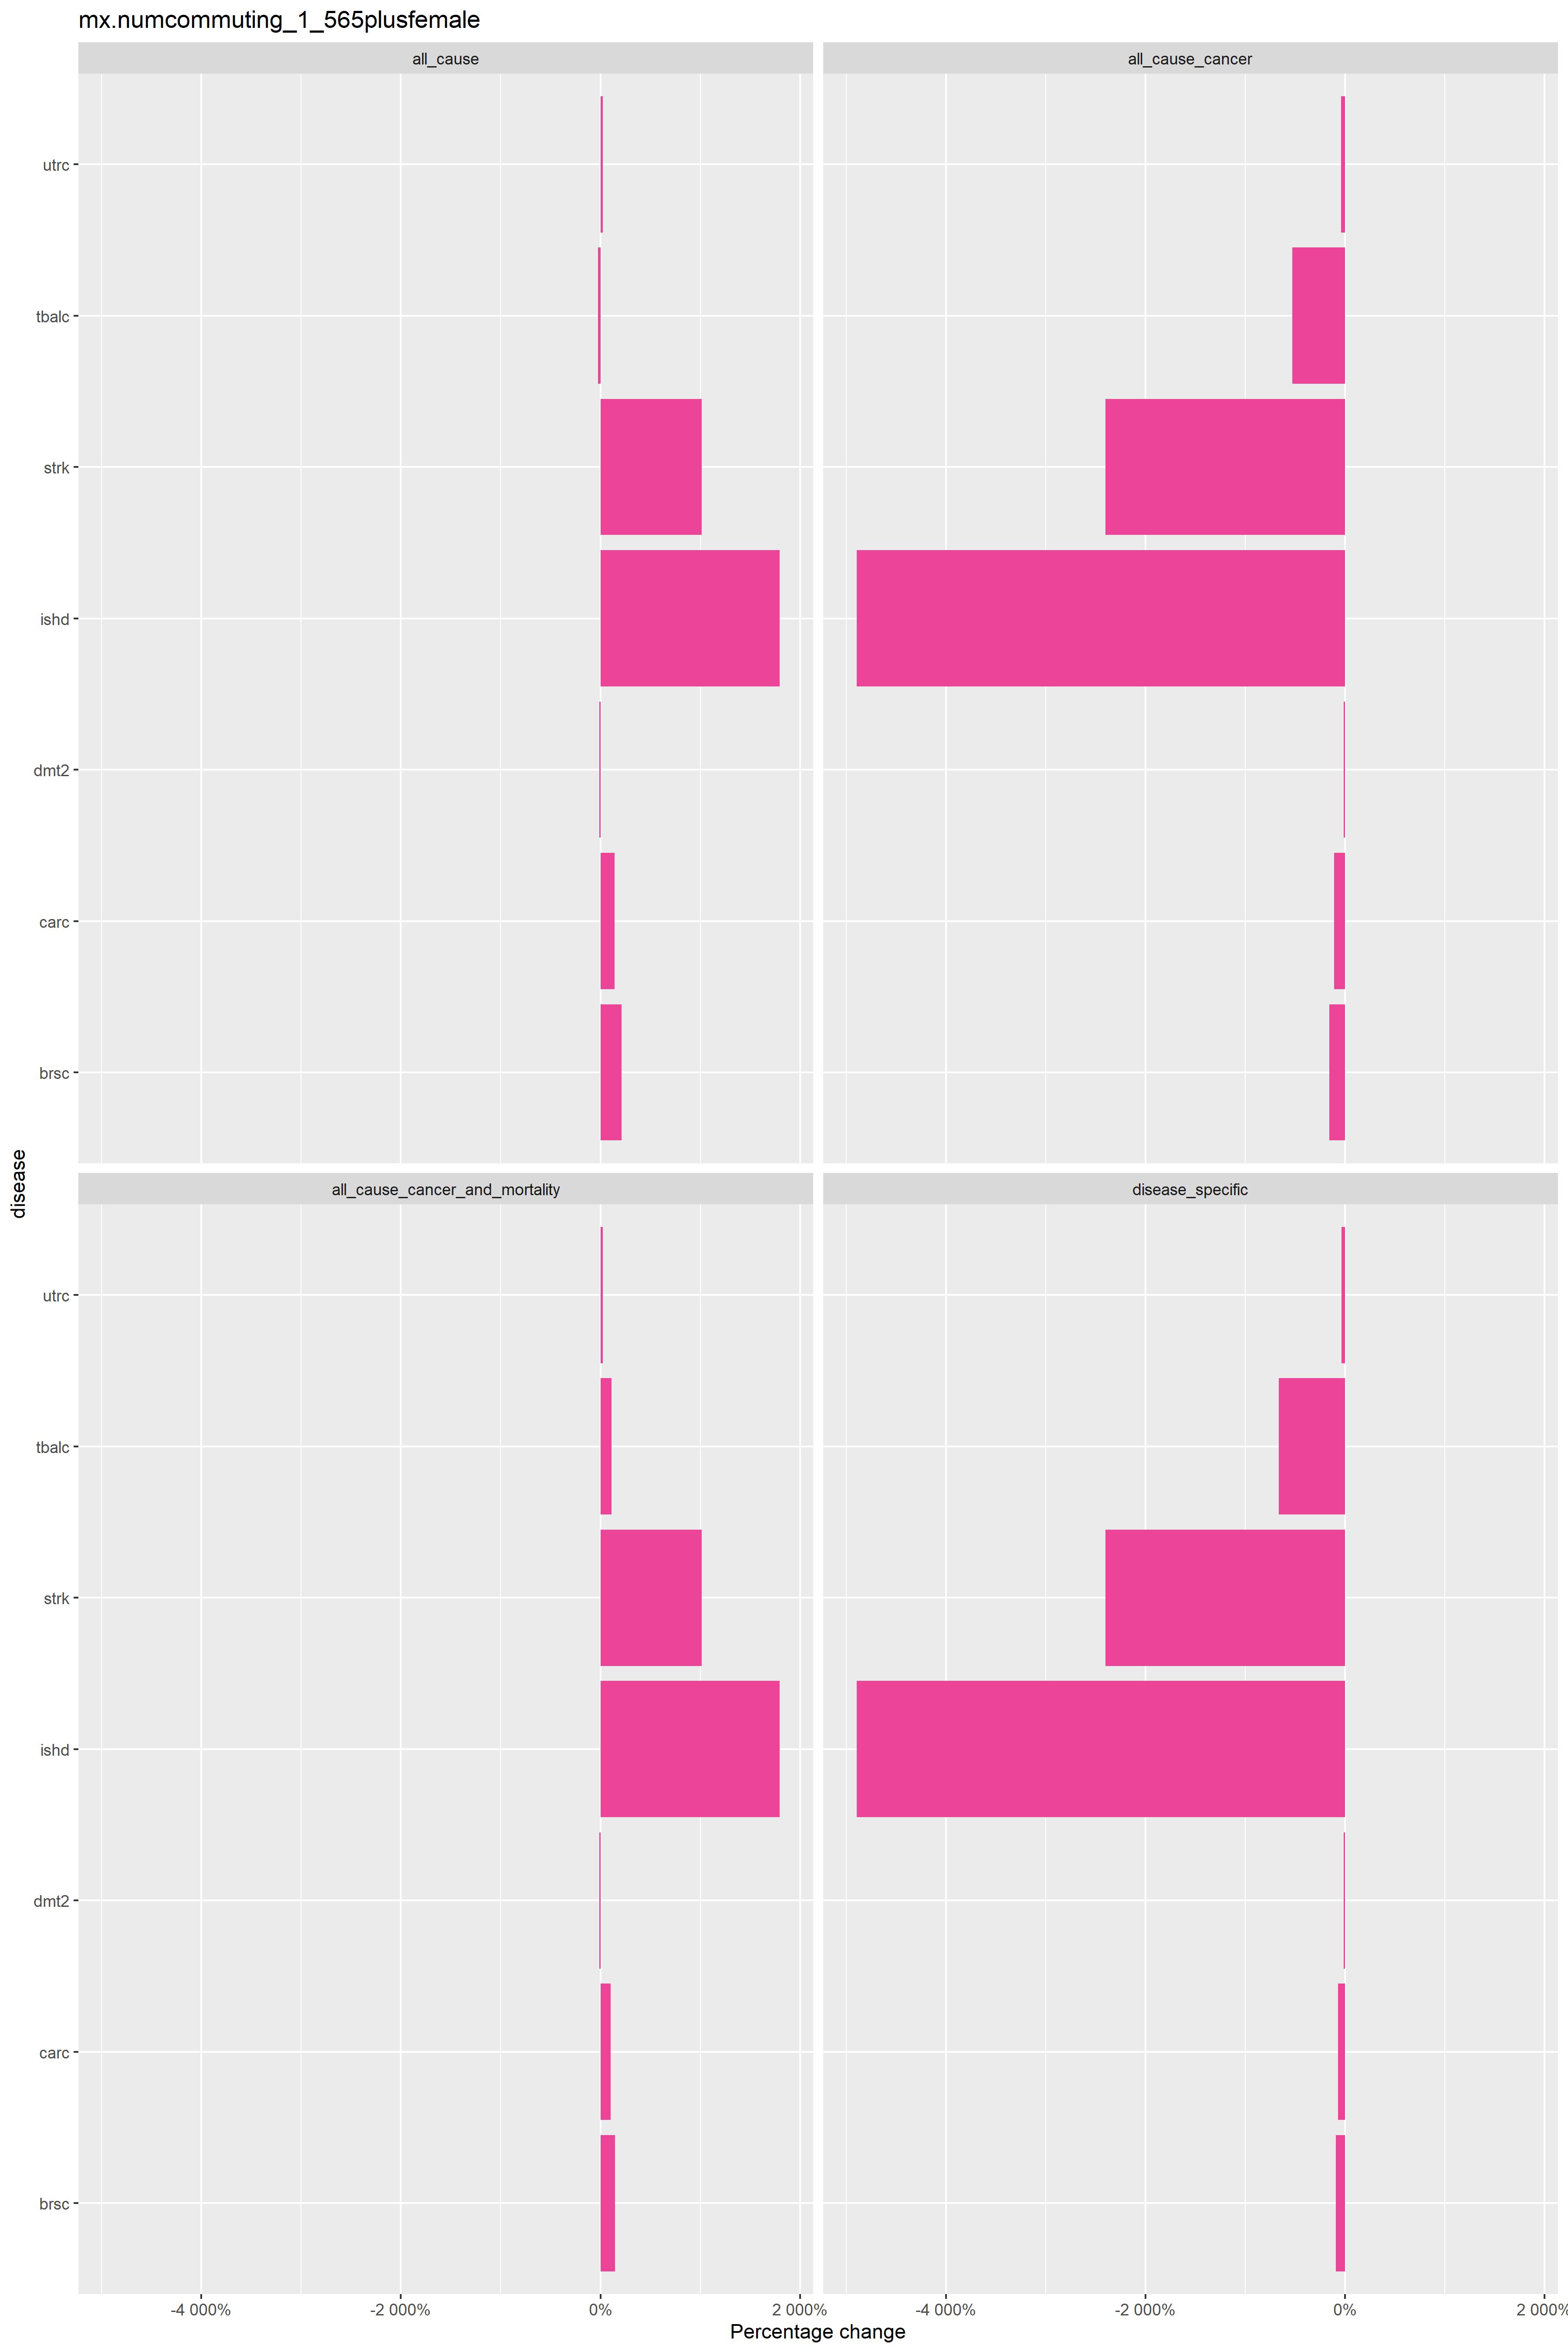 mx.numcommuting_1_565plusfemale
all_cause
all_cause_cancer
utrc
tbalc
strk
ishd
dmt2
carc
brsc
disease
all_cause_cancer_and_mortality
disease_specific
utrc
tbalc
strk
ishd
dmt2
carc
brsc
-4 000%
-2 000%
0%
2 000%
-4 000%
-2 000%
0%
2 000%
Percentage change